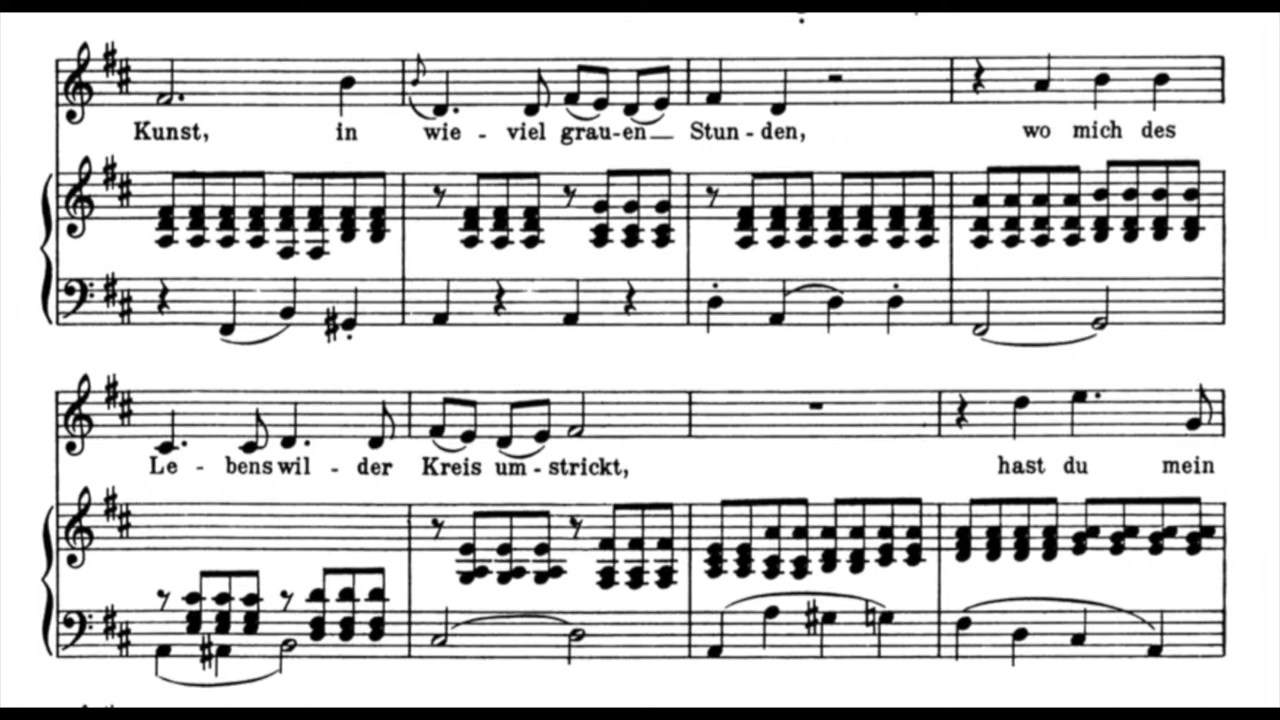 Kunst, in wie - viel grau-en Stun - den, wo mich des
Le - bens wil - der Kreis um - strickt, hast du mein